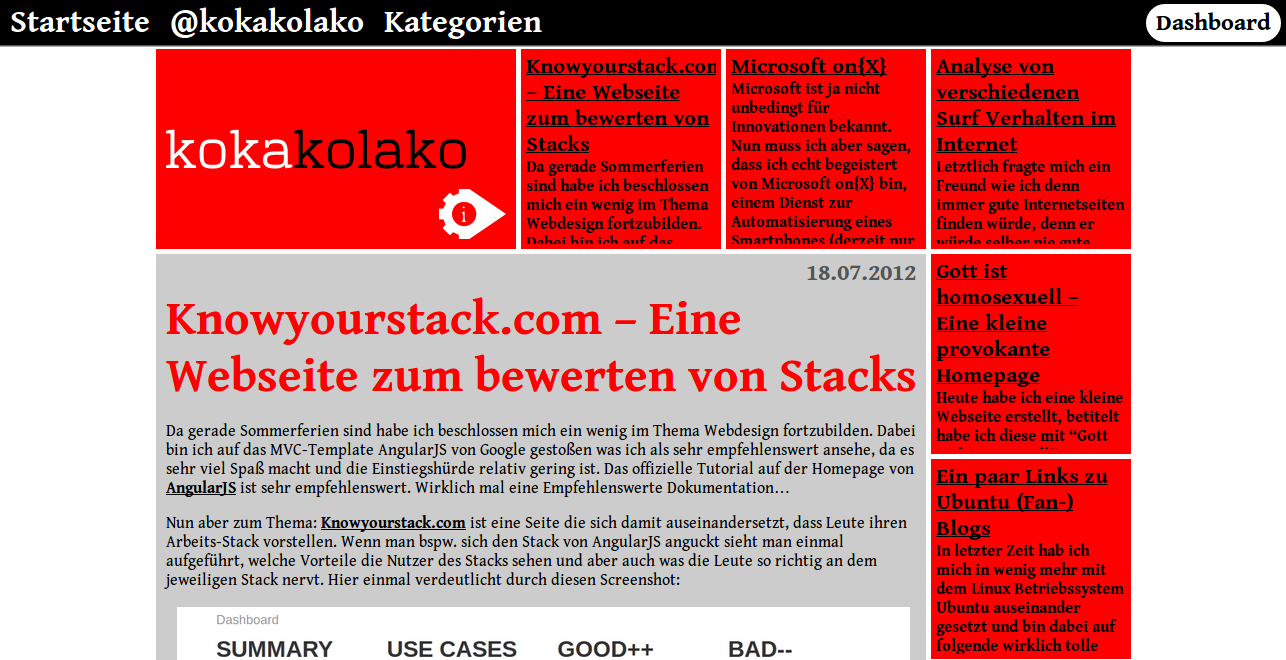 Startseite @kokakolako Kategorien Dashboard
kokakolako
i
Knowyourstack.com
– Eine Webseite
zum bewerten von
Stacks
Da gerade Sommerferien
sind habe ich beschlossen
mich ein wenig im Thema
Webdesign fortzubilden.
Dabei bin ich auf das
Microsoft on{X}
Microsoft ist ja nicht
unbedingt für
Innovationen bekannt.
Nun muss ich aber sagen,
dass ich echt begeistert
von Microsoft on{X} bin,
einem Dienst zur
Automatisierung eines
Smartphones (derzeit nur
Analyse von
verschiedenen
Surf Verhalten im
Internet
Letztlich fragte mich ein
Freund wie ich denn
immer gute Internetseiten
finden würde, denn er
würde selber nie gute
18.07.2012
Knowyourstack.com – Eine
Webseite zum bewerten von Stacks
Da gerade Sommerferien sind habe ich beschlossen mich ein wenig im Thema Webdesign fortzubilden. Dabei
bin ich auf das MVC-Template AngularJS von Google gestoßen was ich als sehr empfehlenswert ansehe, da es
sehr viel Spaß macht und die Einstiegshürde relativ gering ist. Das offizielle Tutorial auf der Homepage von
AngularJS ist sehr empfehlenswert. Wirklich mal eine Empfehlenswerte Dokumentation…
Nun aber zum Thema: Knowyourstack.com ist eine Seite die sich damit auseinandersetzt, dass Leute ihren
Arbeits-Stack vorstellen. Wenn man bspw. sich den Stack von AngularJS anguckt sieht man einmal
aufgeführt, welche Vorteile die Nutzer des Stacks sehen und aber auch was die Leute so richtig an dem
jeweiligen Stack nervt. Hier einmal verdeutlicht durch diesen Screenshot:
Dashboard
SUMMARY USE CASES GOOD++ BAD--
Gott ist
homosexuell –
Eine kleine
provokante
Homepage
Heute habe ich eine kleine
Webseite erstellt, betitelt
habe ich diese mit “Gott
Ein paar Links zu
Ubuntu (Fan-)
Blogs
In letzter Zeit hab ich
mich in wenig mehr mit
dem Linux Betriebssystem
Ubuntu auseinander
gesetzt und bin dabei auf
folgende wirklich tolle